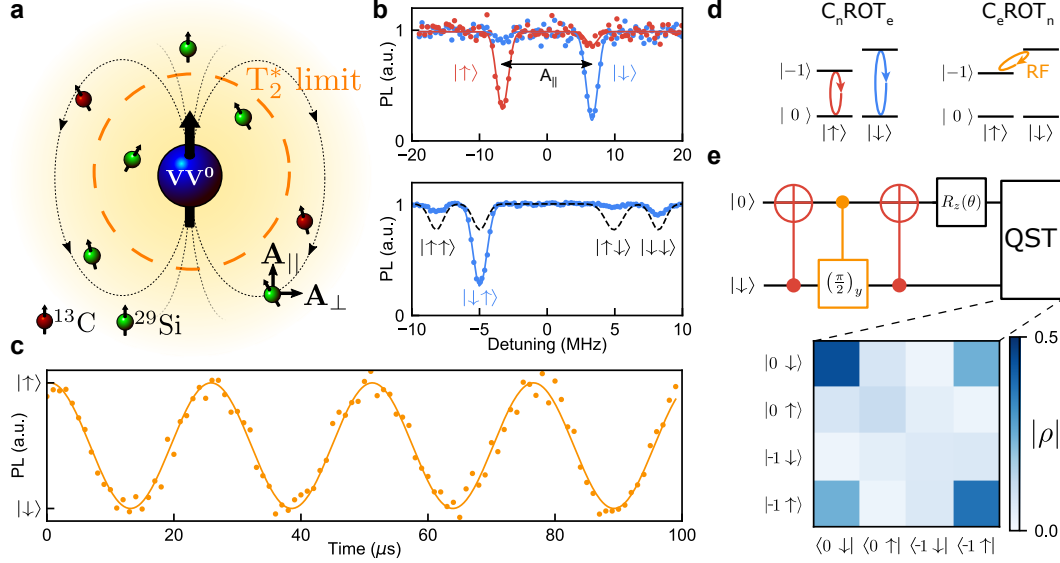 a
T₂* limit
VV⁰
A||
A⊥
¹³C
²⁹Si
b
PL (a.u.)
1
0
|↑⟩
A||
|↓⟩
−20
−10
0
10
20
PL (a.u.)
1
0
|↑↑⟩
|↓↑⟩
|↑↓⟩
|↓↓⟩
−10
−5
0
5
10
Detuning (MHz)
c
PL (a.u.)
|↑⟩
|↓⟩
0
20
40
60
80
100
Time (μs)
d
CₙROTₑ
CₑROTₙ
|−1⟩
| 0⟩
|↑⟩
|↓⟩
|−1⟩
RF
| 0⟩
|↑⟩
|↓⟩
e
|0⟩
R_z(θ)
QST
|↓⟩
(π/2)_y
|0 ↓⟩
|0 ↑⟩
|-1 ↓⟩
|-1 ↑⟩
⟨0 ↓|
⟨0 ↑|
⟨-1 ↓|
⟨-1 ↑|
0.5
|ρ|
0.0